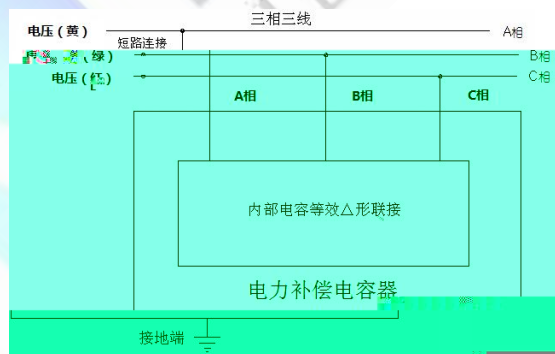 三相三线
电压（黄）
A相
短路连接
绿）
B相
电压（红）
C相
A相
B相
C相
内部电容等效△形联接
电力补偿电容器
接地端